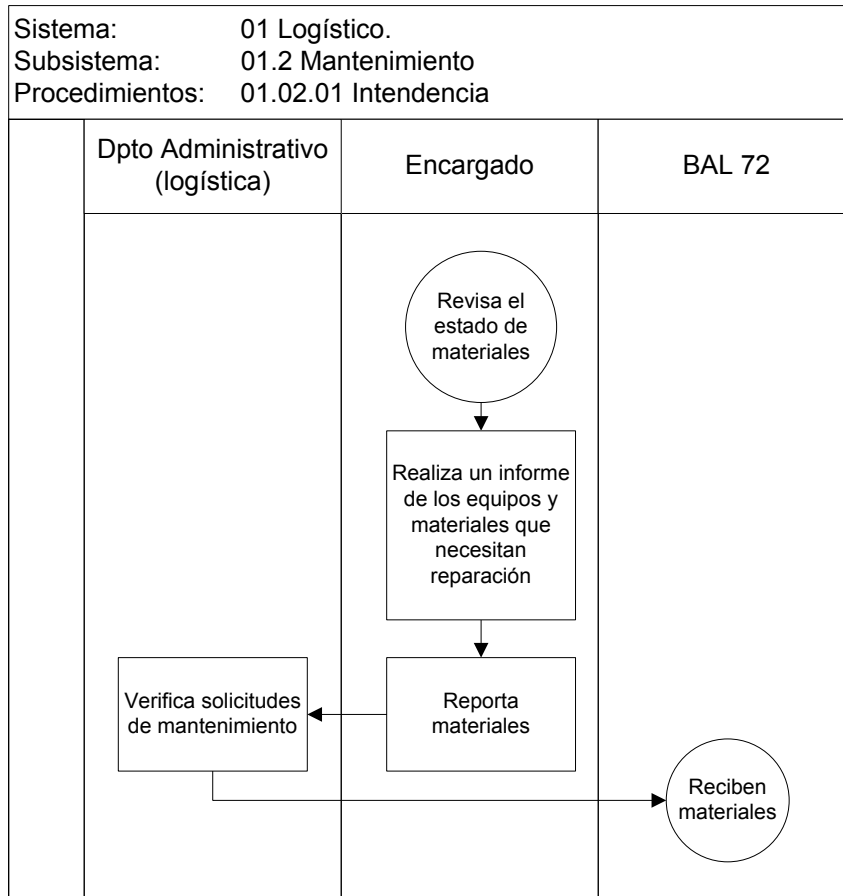 Sistema: 01 Logístico.
Subsistema: 01.2 Mantenimiento
Procedimientos: 01.02.01 Intendencia
Dpto Administrativo
(logística)
Encargado
BAL 72
Revisa el
estado de
materiales
Realiza un informe
de los equipos y
materiales que
necesitan
reparación
Verifica solicitudes
de mantenimiento
Reporta
materiales
Reciben
materiales